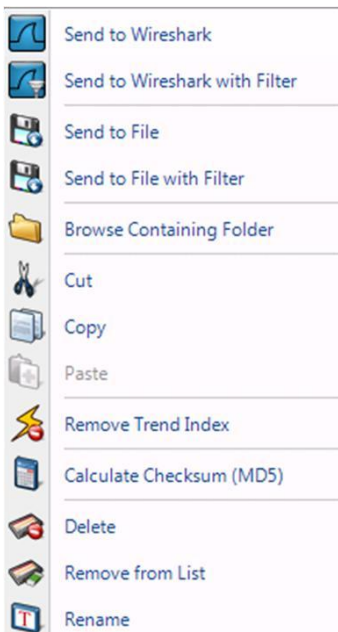 Send to Wireshark
Send to Wireshark with Filter
Send to File
Send to File with Filter
Browse Containing Folder
Cut
Copy
Paste
Remove Trend Index
Calculate Checksum (MD5)
Delete
Remove from List
T Rename